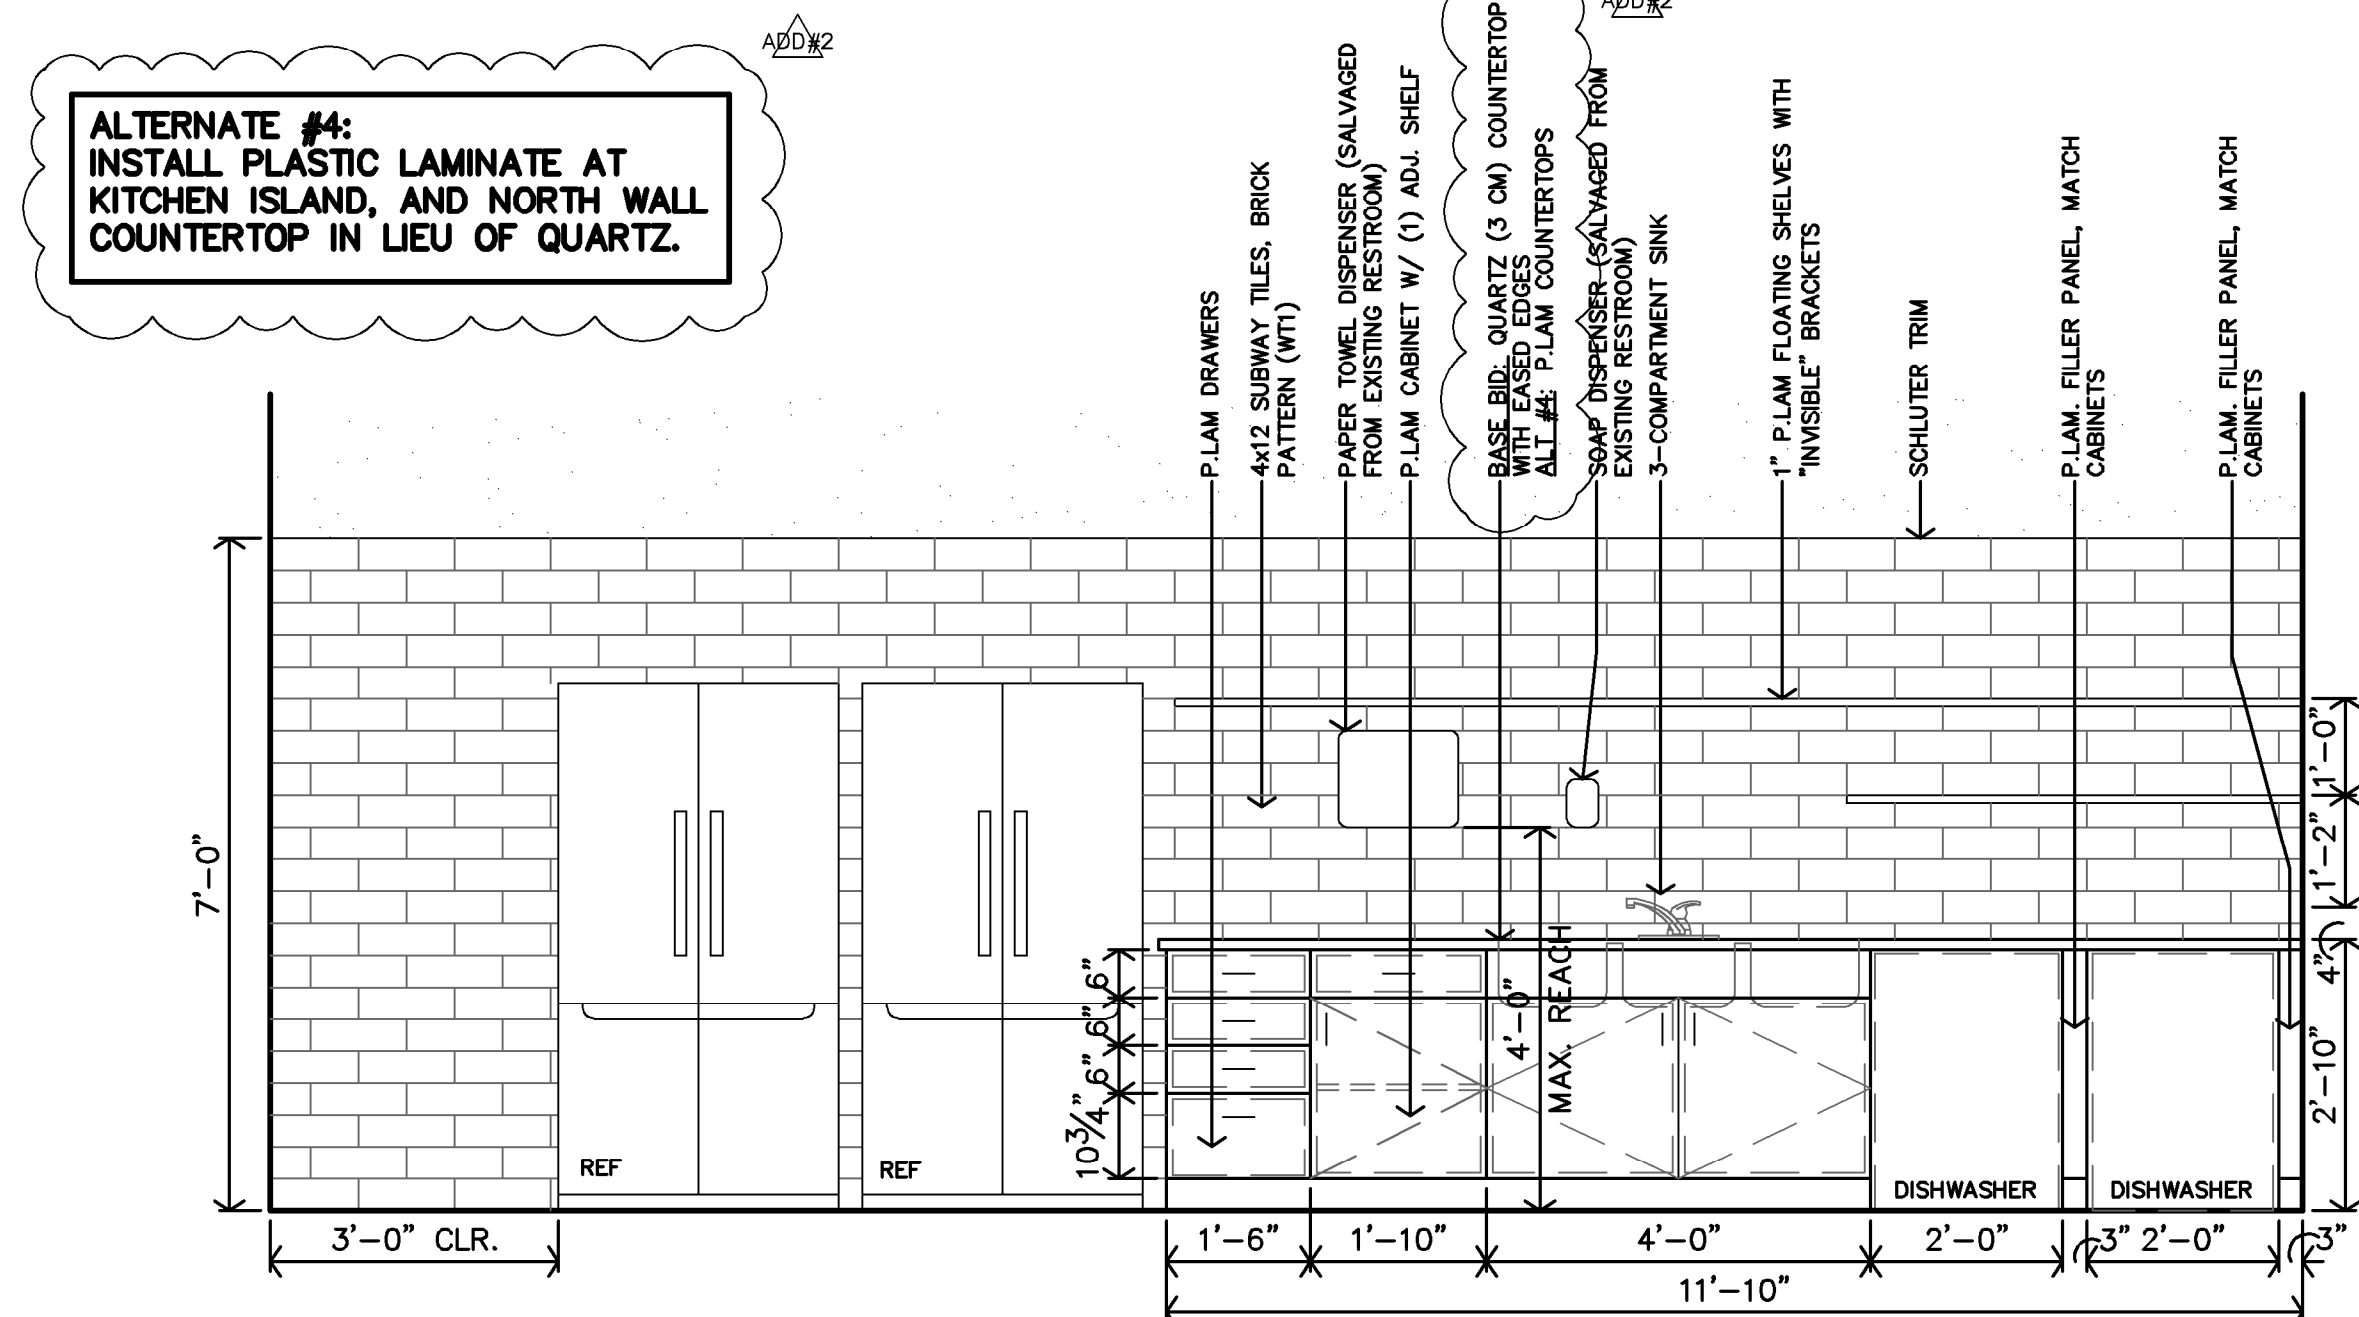 ADD#2
ADD#2
ALTERNATE #4:
INSTALL PLASTIC LAMINATE AT
KITCHEN ISLAND, AND NORTH WALL
COUNTERTOP IN LIEU OF QUARTZ.
P.LAM DRAWERS
4x12 SUBWAY TILES, BRICK
PATTERN (WT1)
PAPER TOWEL DISPENSER (SALVAGED
FROM EXISTING RESTROOM)
P.LAM CABINET W/ (1) ADJ. SHELF
BASE BID: QUARTZ (3 CM) COUNTERTOP
WITH EASED EDGES
ALT #4: P.LAM COUNTERTOPS
SOAP DISPENSER (SALVAGED FROM
EXISTING RESTROOM)
3-COMPARTMENT SINK
1" P.LAM FLOATING SHELVES WITH
"INVISIBLE" BRACKETS
SCHLUTER TRIM
P.LAM. FILLER PANEL, MATCH
CABINETS
P.LAM. FILLER PANEL, MATCH
CABINETS
7'-0"
1'-0"
1'-2"
4"
2'-10"
6"
6"
6"
10 3/4"
4'-0"
MAX. REACH
REF
REF
DISHWASHER
DISHWASHER
3'-0" CLR.
1'-6"
1'-10"
4'-0"
2'-0"
3"
2'-0"
3"
11'-10"